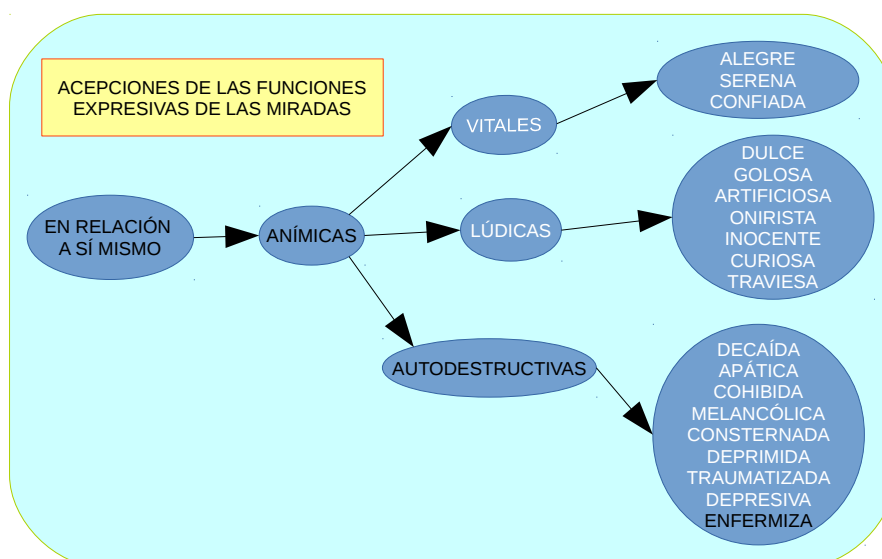 ACEPCIONES DE LAS FUNCIONES
EXPRESIVAS DE LAS MIRADAS
EN RELACIÓN
A SÍ MISMO
ANÍMICAS
VITALES
ALEGRE
SERENA
CONFIADA
LÚDICAS
DULCE
GOLOSA
ARTIFICIOSA
ONIRISTA
INOCENTE
CURIOSA
TRAVIESA
AUTODESTRUCTIVAS
DECAÍDA
APÁTICA
COHIBIDA
MELANCÓLICA
CONSTERNADA
DEPRIMIDA
TRAUMATIZADA
DEPRESIVA
ENFERMIZA